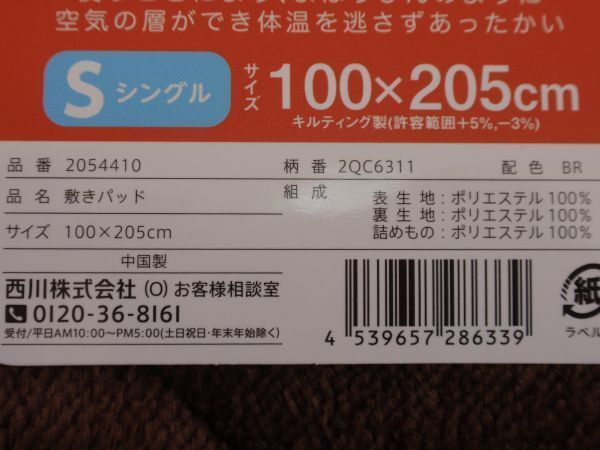 空気の層ができ体温を逃さずあったかい
S シングル サイズ 100×205cm
キルティング製(許容範囲+5%,−3%)
品番 2054410 柄番 2QC6311 配色 BR
品名 敷きパッド 組成 表生地:ポリエステル100%
裏生地:ポリエステル100%
サイズ 100×205cm 詰めもの:ポリエステル100%
中国製
西川株式会社 (O) お客様相談室
0120-36-8161
受付/平日AM10:00〜PM5:00(土日祝日・年末年始除く)
4 539657 286339
紙
ラベル